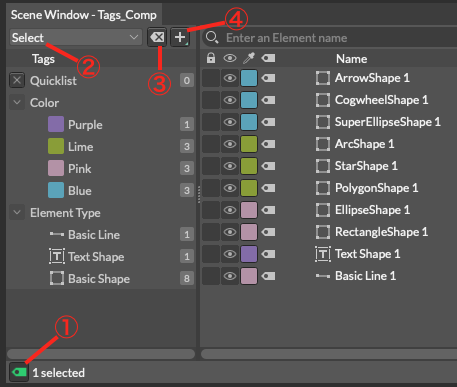 Scene Window - Tags_Comp
④
Select
Enter an Element name
②
③
Tags
Name
Quicklist 0
ArrowShape 1
Color
CogwheelShape 1
Purple 1
SuperEllipseShape 1
Lime 3
ArcShape 1
Pink 3
StarShape 1
Blue 3
PolygonShape 1
Element Type
EllipseShape 1
Basic Line 1
RectangleShape 1
Text Shape 1
Text Shape 1
Basic Shape 8
Basic Line 1
①
1 selected